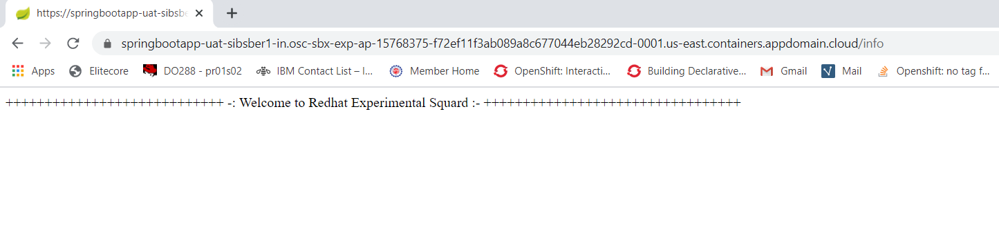 https://springbootapp-uat-sibsbe
springbootapp-uat-sibsber1-in.osc-sbx-exp-ap-15768375-f72ef11f3ab089a8c677044eb28292cd-0001.us-east.containers.appdomain.cloud/info
Apps Elitecore DO288 - pr01s02 IBM Contact List – I... Member Home OpenShift: Interacti... Building Declarative... Gmail Mail Openshift: no tag f...
++++++++++++++++++++++++++++ -: Welcome to Redhat Experimental Squard :- +++++++++++++++++++++++++++++++++